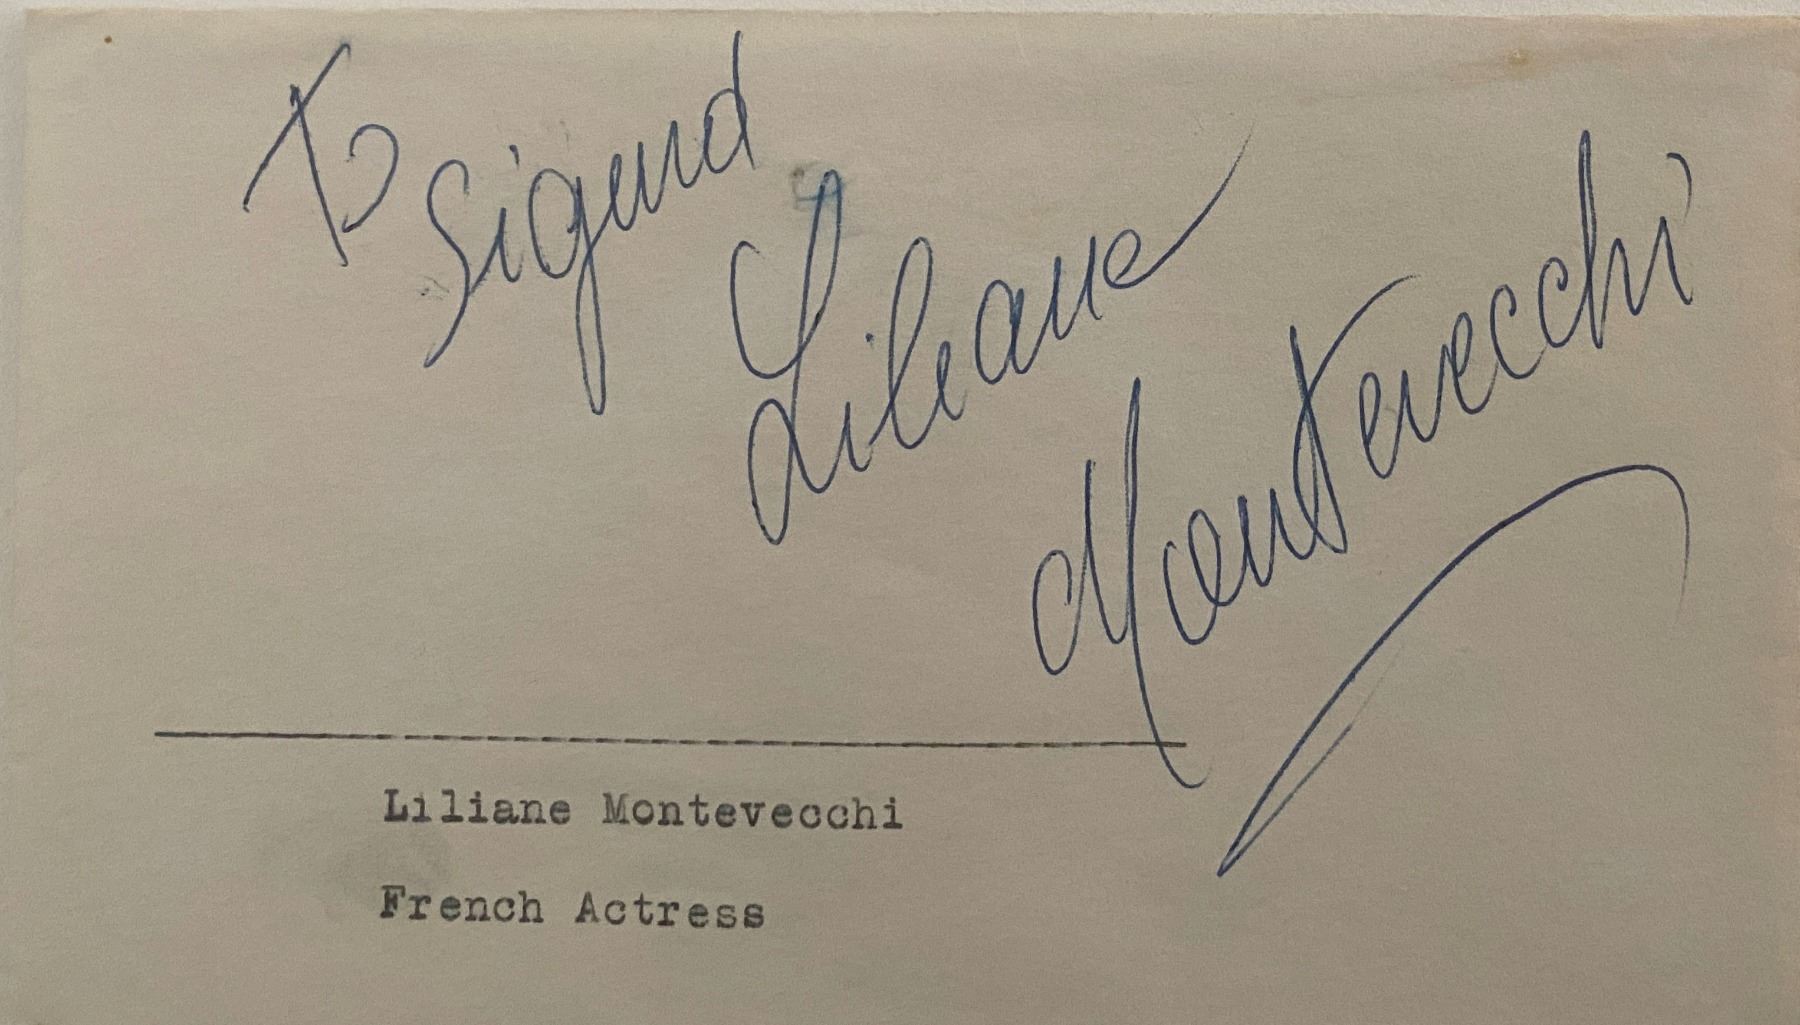 To Sigurd
Liliane
Montevecchi
Liliane Montevecchi
French Actress